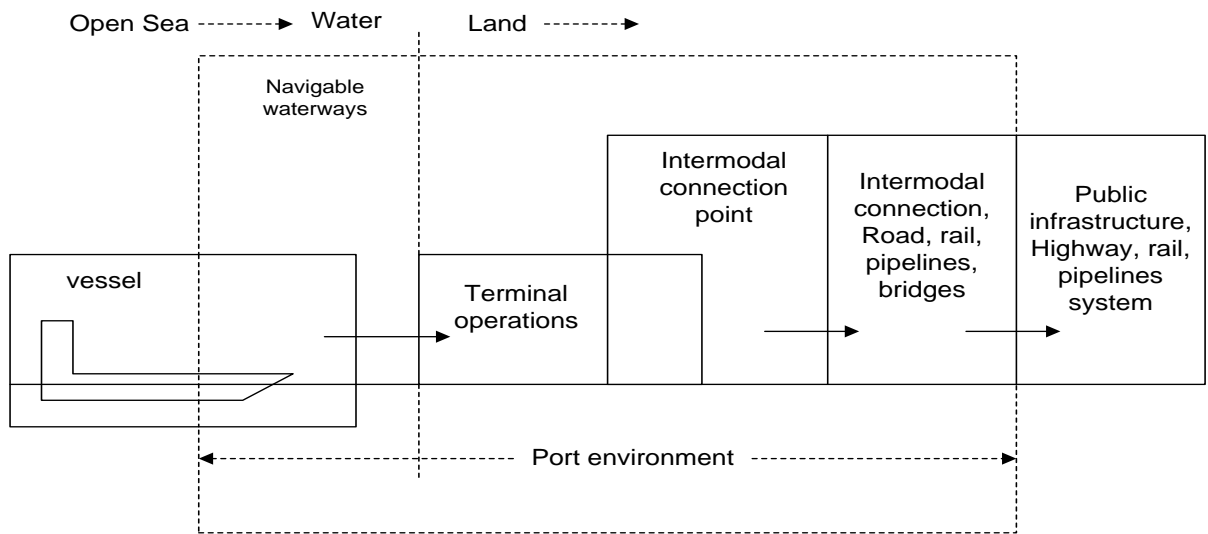 Open Sea
Water
Land
Navigable
waterways
Intermodal
connection
point
Intermodal
connection,
Road, rail,
pipelines,
bridges
Public
infrastructure,
Highway, rail,
pipelines
system
vessel
Terminal
operations
Port environment